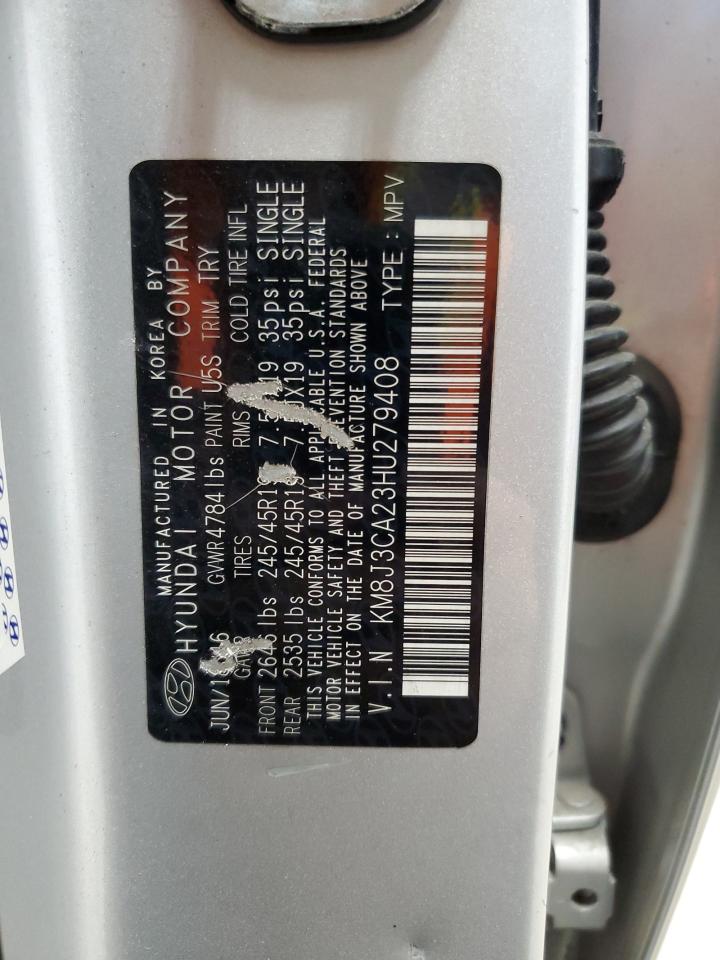 MANUFACTURED IN KOREA BY
HYUNDAI MOTOR COMPANY
GVWR 4784 lbs PAINT U5S TRIM TRY
TIRES RIMS COLD TIRE INFL
FRONT lbs 245/45R19 35psi SINGLE
REAR 2535 lbs 245/45R19 35psi SINGLE
THIS VEHICLE CONFORMS TO ALL APPLICABLE U.S.A. FEDERAL
MOTOR VEHICLE SAFETY AND THEFT PREVENTION STANDARDS
IN EFFECT ON THE DATE OF MANUFACTURE SHOWN ABOVE
V.I.N KM8J3CA23HU279408 TYPE : MPV